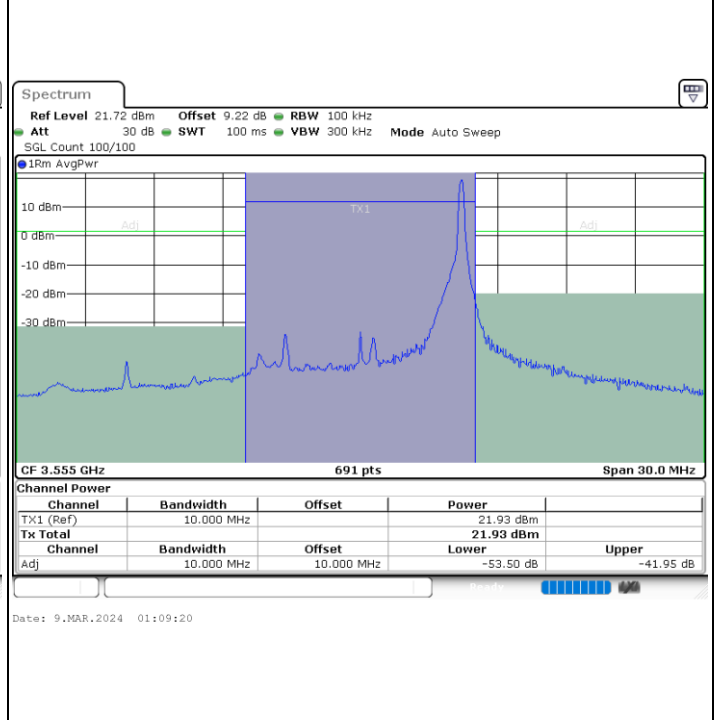 Spectrum
Ref Level 21.72 dBm Offset 9.22 dB RBW 100 kHz
Att 30 dB SWT 100 ms VBW 300 kHz Mode Auto Sweep
SGL Count 100/100
1Rm AvgPwr
10 dBm
TX1
Adj
Adj
0 dBm
-10 dBm
-20 dBm
-30 dBm
CF 3.555 GHz 691 pts Span 30.0 MHz
Channel Power
Channel Bandwidth Offset Power
TX1 (Ref) 10.000 MHz 21.93 dBm
Tx Total 21.93 dBm
Channel Bandwidth Offset Lower Upper
Adj 10.000 MHz 10.000 MHz -53.50 dB -41.95 dB
Ready
Date: 9.MAR.2024 01:09:20